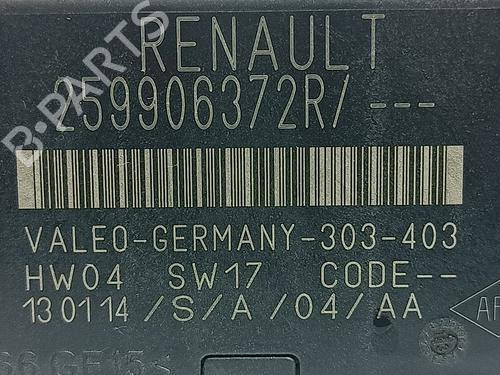 RENAULT
259906372R/ ---
B-PARTS
VALEO-GERMANY-303-403
HW04 SW17 CODE--
130114/S/A/04/AA